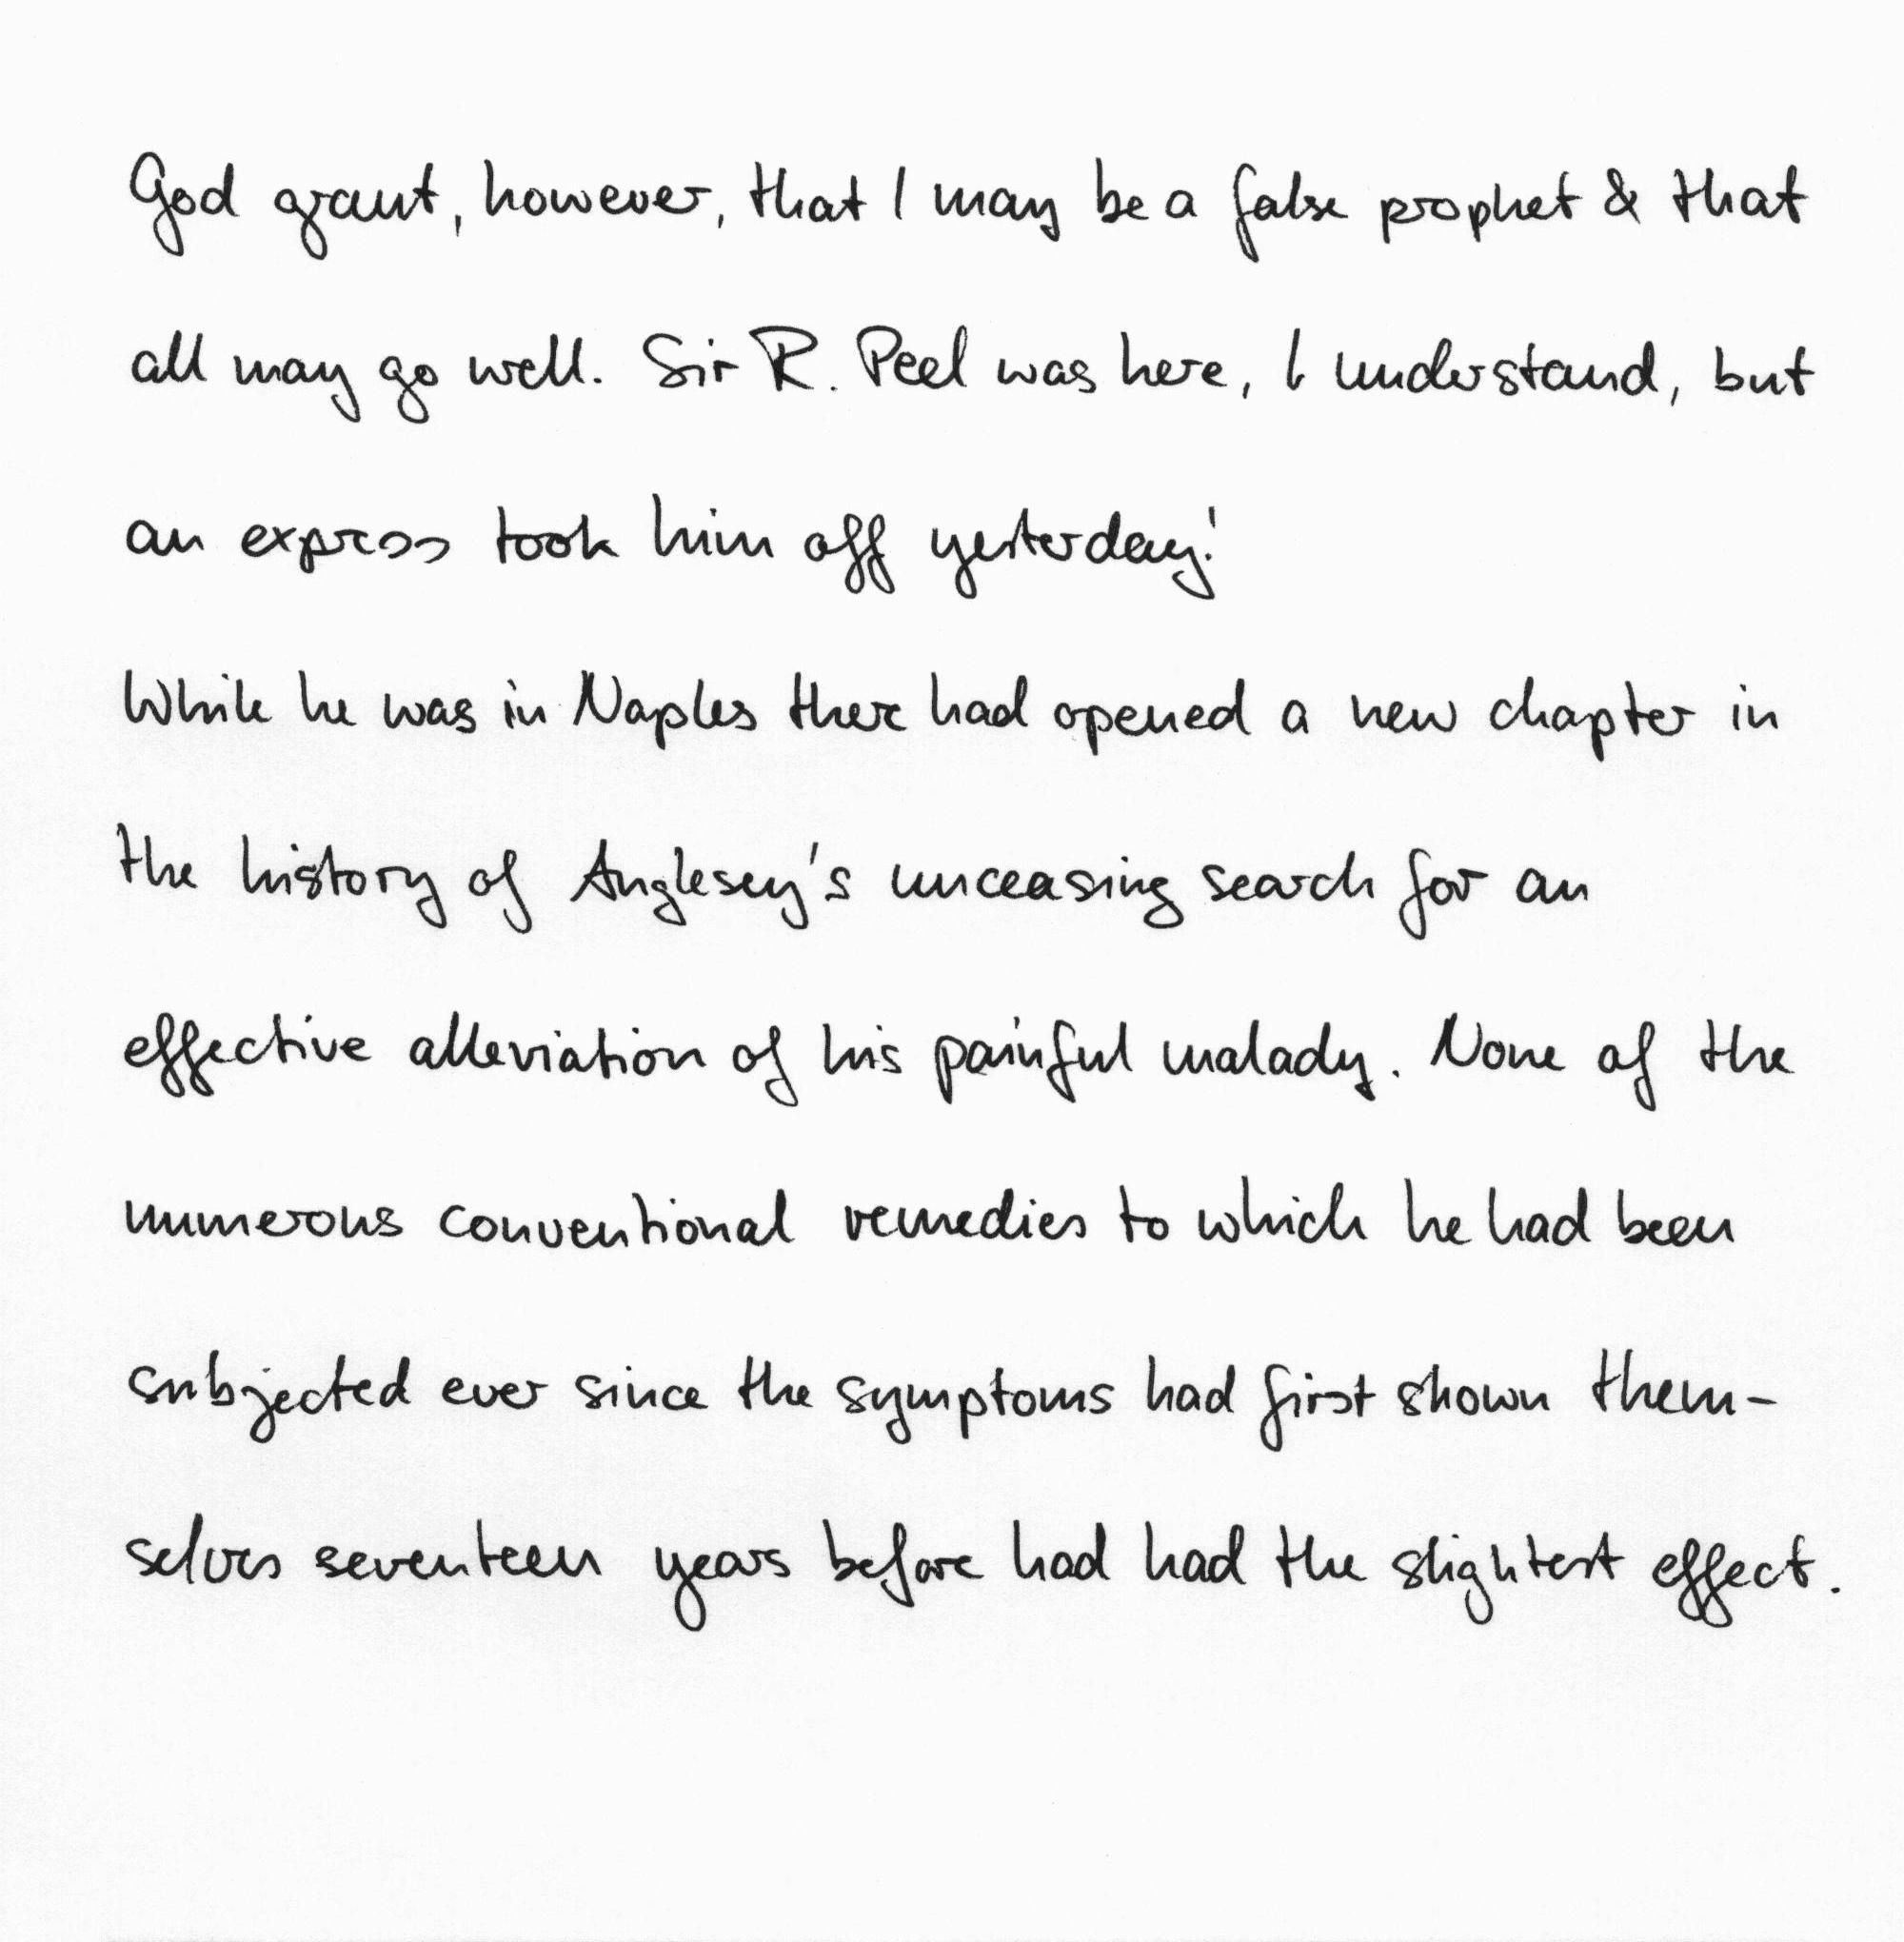 God grant, however, that I may be a false prophet & that
all may go well. Sir R. Peel was here, I understand, but
an express took him off yesterday!
While he was in Naples there had opened a new chapter in
the history of Anglesey's unceasing search for an
effective alleviation of his painful malady. None of the
numerous conventional remedies to which he had been
subjected ever since the symptoms had first shown them-
selves seventeen years before had had the slightest effect.